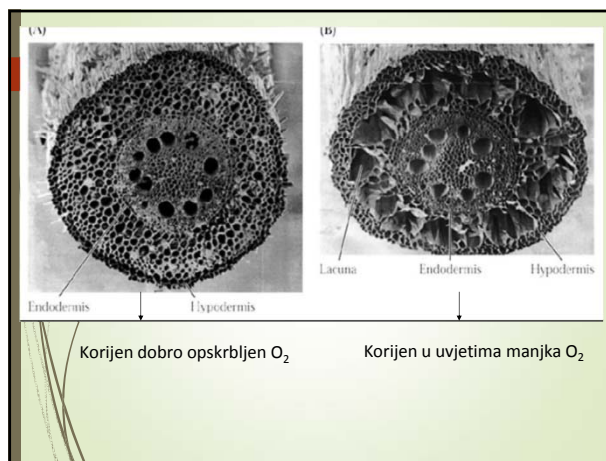 (A)
(B)
Endodermis
Hypodermis
Lacuna
Endodermis
Hypodermis
Korijen dobro opskrbljen O₂
Korijen u uvjetima manjka O₂